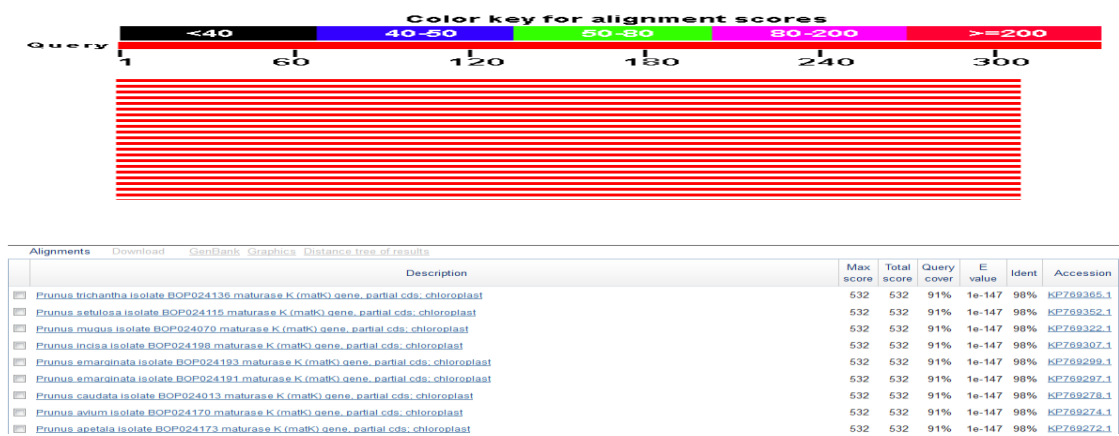 Color key for alignment scores
<40 40-50 50-80 80-200 >=200
Query
1 60 120 180 240 300
Alignments Download GenBank Graphics Distance tree of results
Description Max score Total score Query cover E value Ident Accession
Prunus trichantha isolate BOP024136 maturase K (matK) gene, partial cds; chloroplast 532 532 91% 1e-147 98% KP769365.1
Prunus setulosa isolate BOP024115 maturase K (matK) gene, partial cds; chloroplast 532 532 91% 1e-147 98% KP769352.1
Prunus mugus isolate BOP024070 maturase K (matK) gene, partial cds; chloroplast 532 532 91% 1e-147 98% KP769322.1
Prunus incisa isolate BOP024198 maturase K (matK) gene, partial cds; chloroplast 532 532 91% 1e-147 98% KP769307.1
Prunus emarginata isolate BOP024193 maturase K (matK) gene, partial cds; chloroplast 532 532 91% 1e-147 98% KP769299.1
Prunus emarginata isolate BOP024191 maturase K (matK) gene, partial cds; chloroplast 532 532 91% 1e-147 98% KP769297.1
Prunus caudata isolate BOP024013 maturase K (matK) gene, partial cds; chloroplast 532 532 91% 1e-147 98% KP769278.1
Prunus avium isolate BOP024170 maturase K (matK) gene, partial cds; chloroplast 532 532 91% 1e-147 98% KP769274.1
Prunus apetala isolate BOP024173 maturase K (matK) gene, partial cds; chloroplast 532 532 91% 1e-147 98% KP769272.1